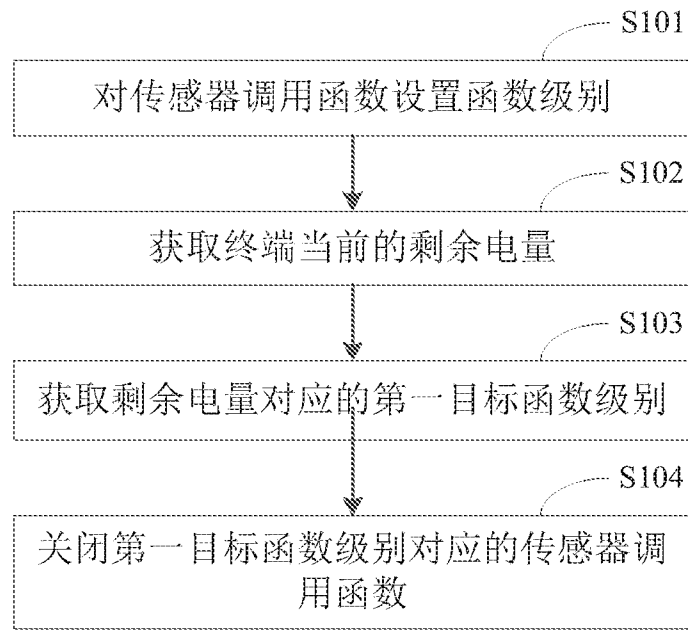 S101
对传感器调用函数设置函数级别
S102
获取终端当前的剩余电量
S103
获取剩余电量对应的第一目标函数级别
S104
关闭第一目标函数级别对应的传感器调
用函数